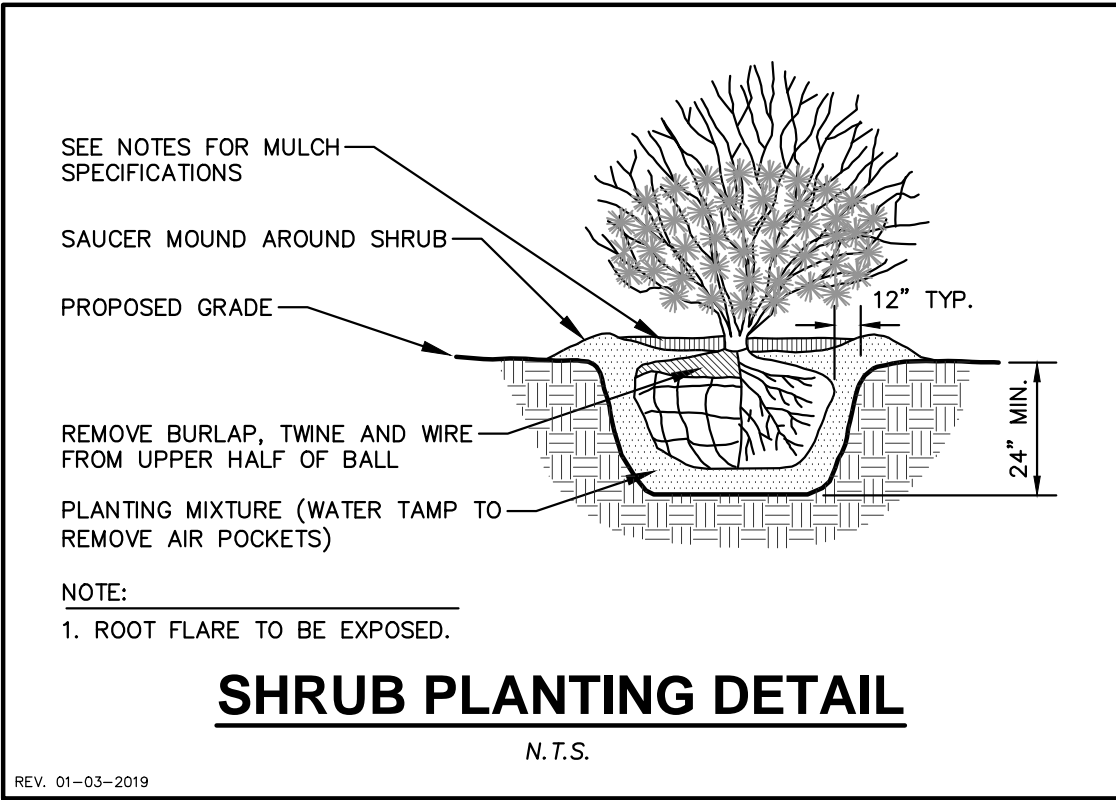 SEE NOTES FOR MULCH
SPECIFICATIONS
SAUCER MOUND AROUND SHRUB
PROPOSED GRADE
12" TYP.
24" MIN.
REMOVE BURLAP, TWINE AND WIRE
FROM UPPER HALF OF BALL
PLANTING MIXTURE (WATER TAMP TO
REMOVE AIR POCKETS)
NOTE:
1. ROOT FLARE TO BE EXPOSED.
SHRUB PLANTING DETAIL
N.T.S.
REV. 01-03-2019